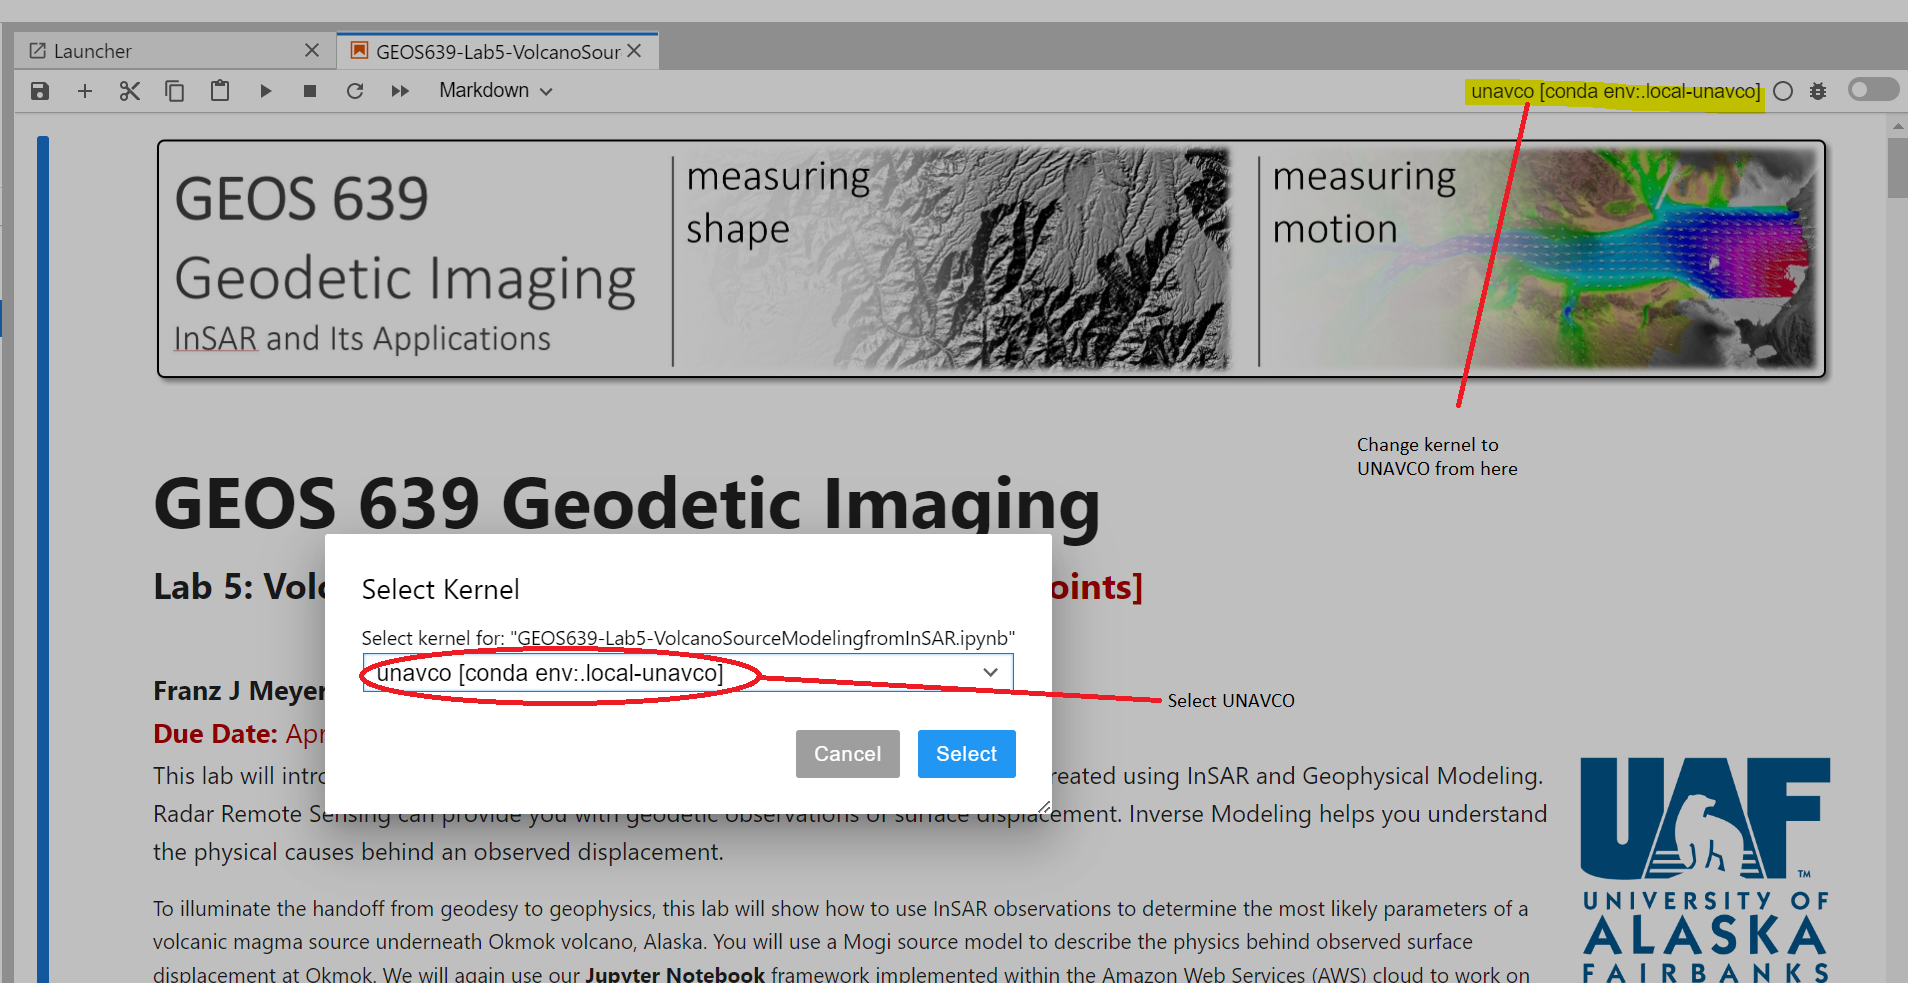 Launcher
GEOS639-Lab5-VolcanoSour
Markdown
unavco [conda env:.local-unavco]
GEOS 639
Geodetic Imaging
InSAR and Its Applications
measuring
shape
measuring
motion
Change kernel to
UNAVCO from here
GEOS 639 Geodetic Imaging
Lab 5: Vol
oints]
Select Kernel
Select kernel for: "GEOS639-Lab5-VolcanoSourceModelingfromInSAR.ipynb"
unavco [conda env:.local-unavco]
Select UNAVCO
Cancel
Select
Franz J Meyer
Due Date: Apr
This lab will intro
reated using InSAR and Geophysical Modeling.
Radar Remote Sensing can provide you with geodetic observations of surface displacement. Inverse Modeling helps you understand
the physical causes behind an observed displacement.
To illuminate the handoff from geodesy to geophysics, this lab will show how to use InSAR observations to determine the most likely parameters of a
volcanic magma source underneath Okmok volcano, Alaska. You will use a Mogi source model to describe the physics behind observed surface
displacement at Okmok. We will again use our Jupyter Notebook framework implemented within the Amazon Web Services (AWS) cloud to work on
UAF
TM
UNIVERSITY OF
ALASKA
FAIRBANKS